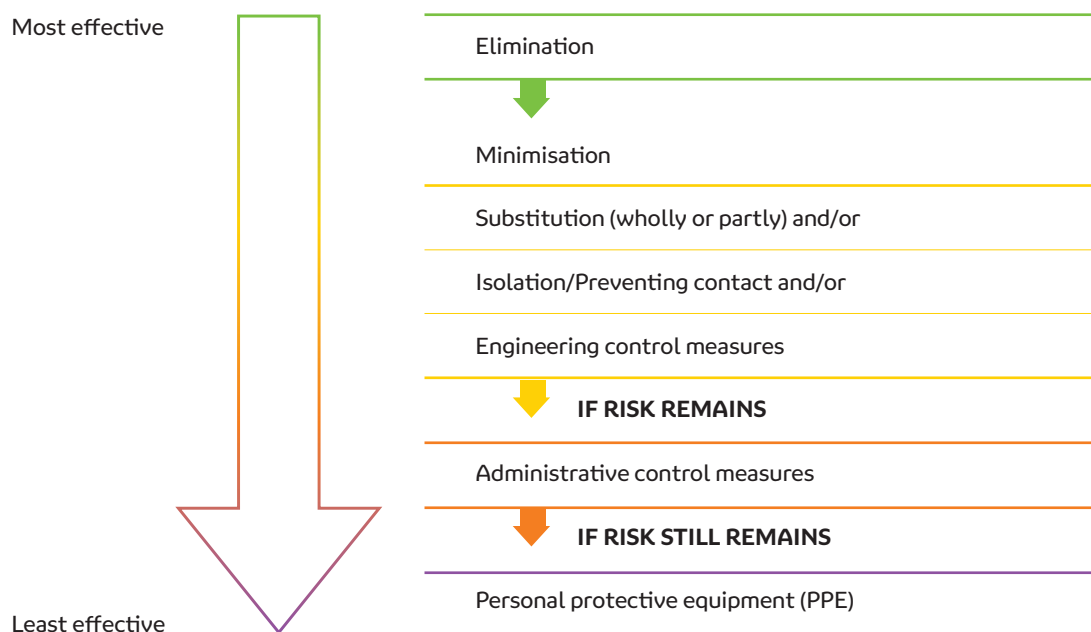 Most effective
Elimination
Minimisation
Substitution (wholly or partly) and/or
Isolation/Preventing contact and/or
Engineering control measures
IF RISK REMAINS
Administrative control measures
IF RISK STILL REMAINS
Personal protective equipment (PPE)
Least effective